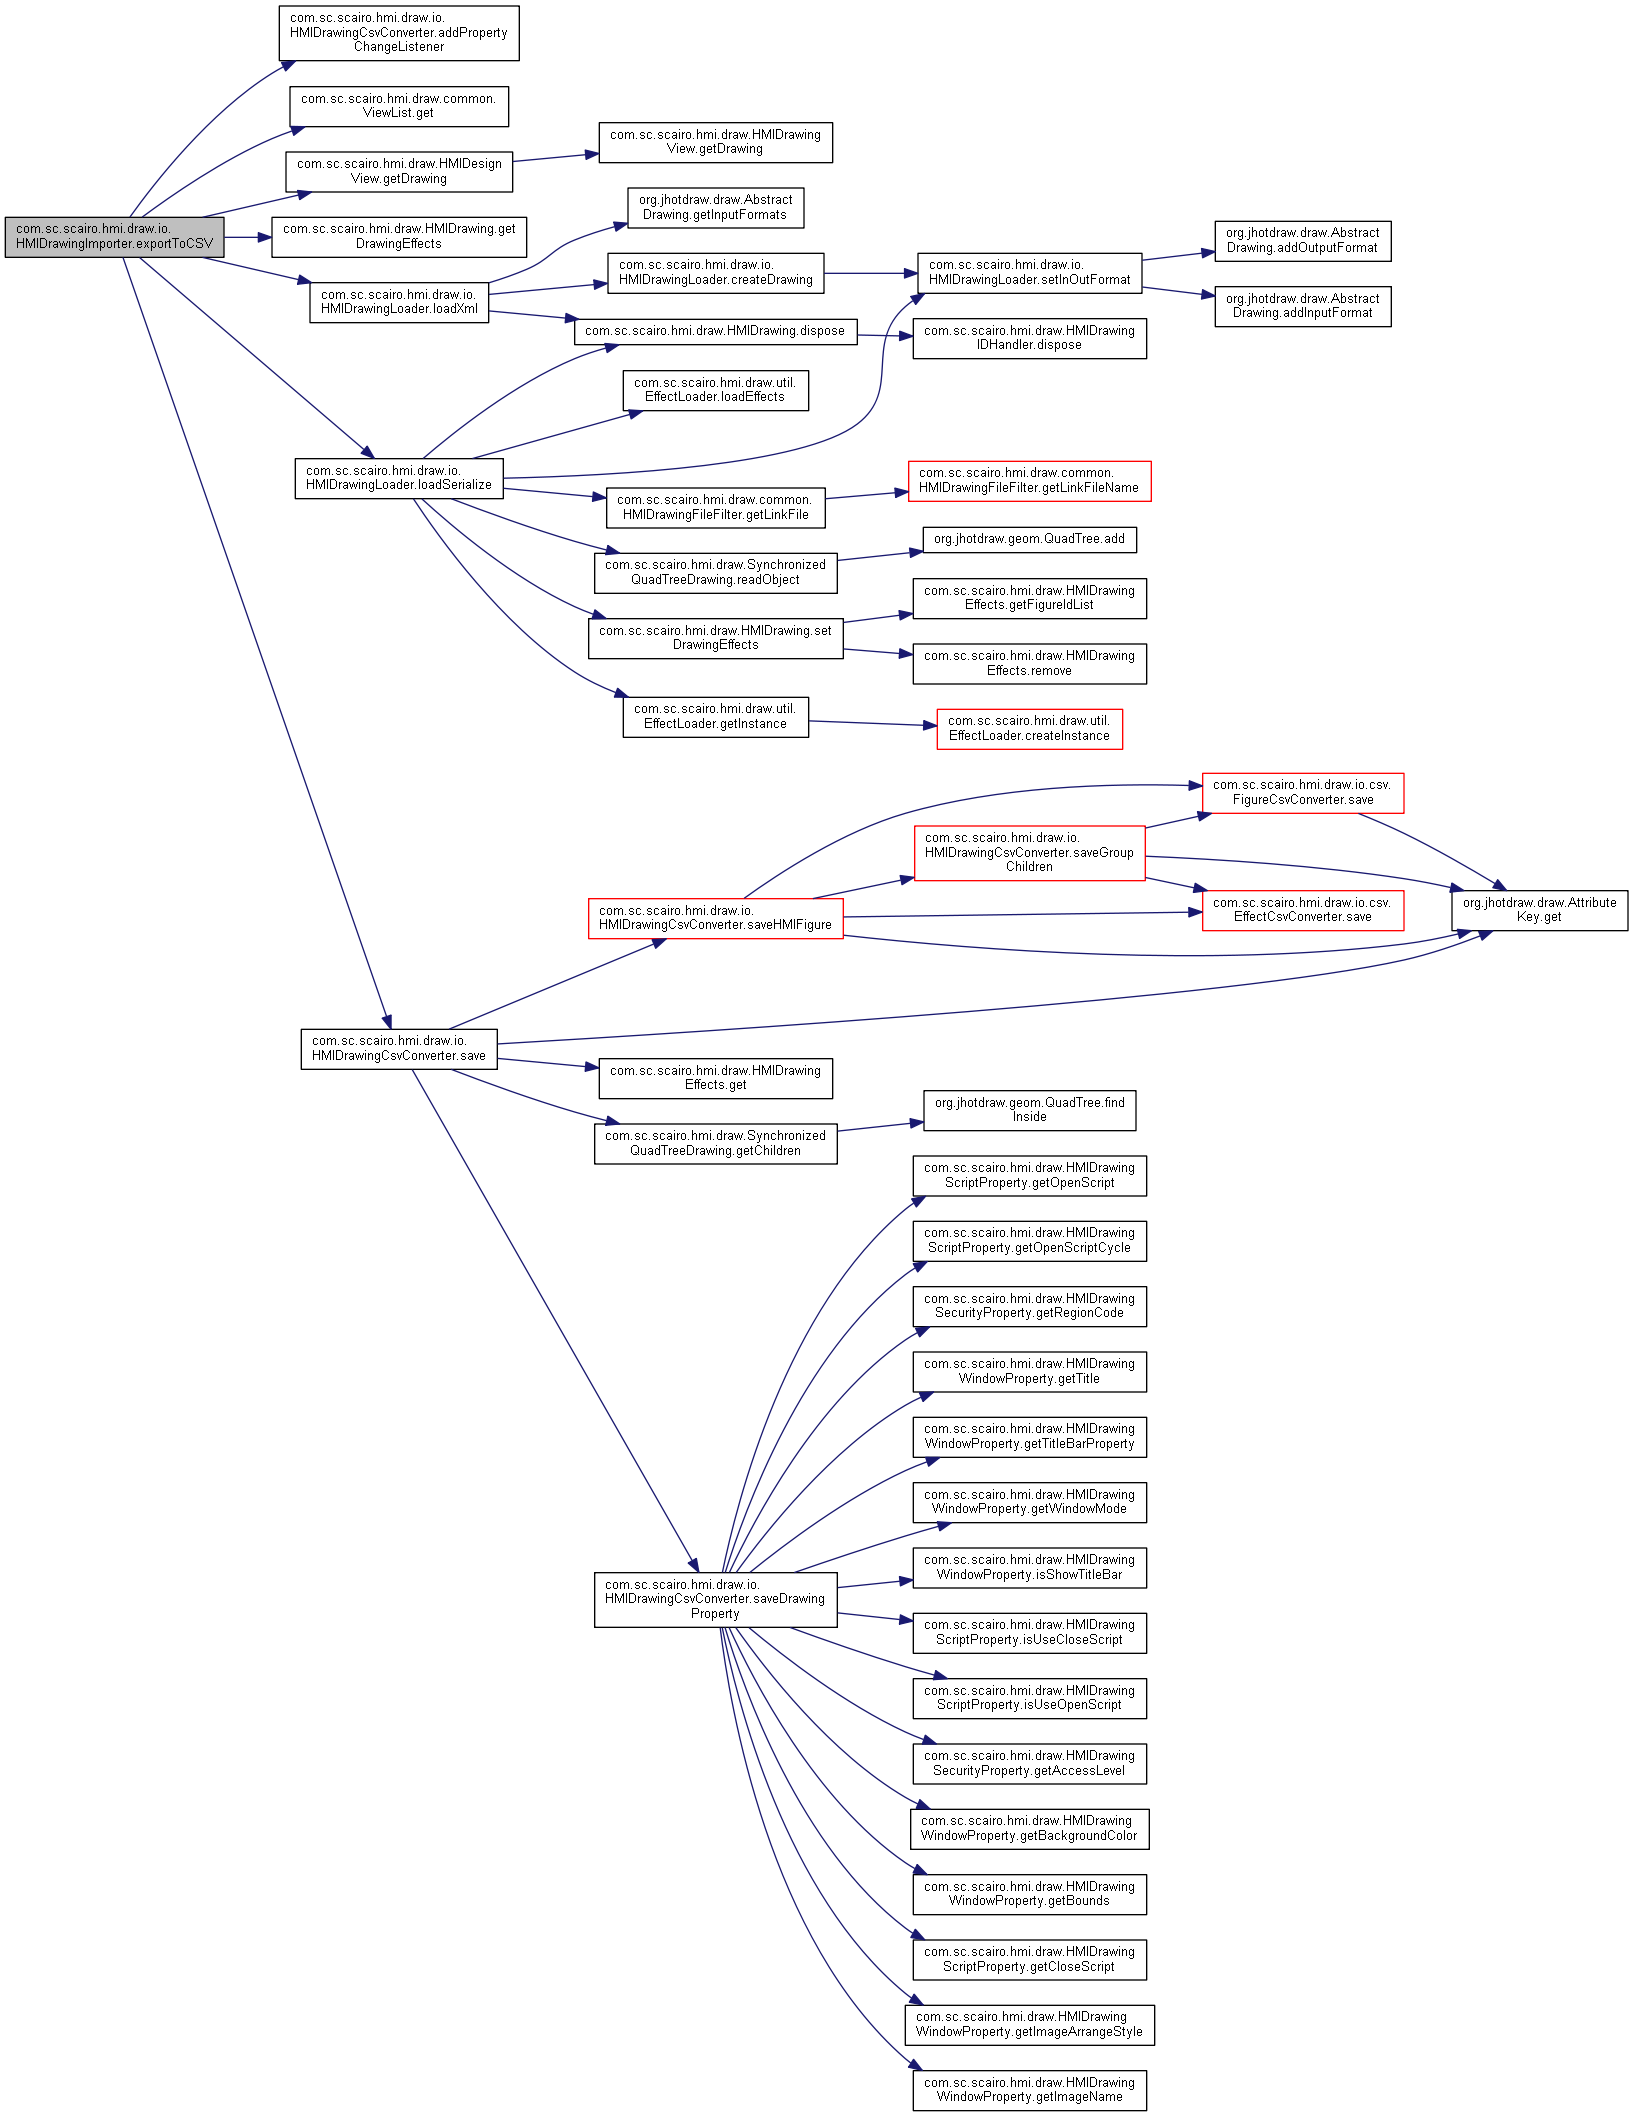 com.sc.scairo.hmi.draw.io.
HMIDrawingImporter.exportToCSV
com.sc.scairo.hmi.draw.io.
HMIDrawingCsvConverter.addProperty
ChangeListener
com.sc.scairo.hmi.draw.common.
ViewList.get
com.sc.scairo.hmi.draw.HMIDesign
View.getDrawing
com.sc.scairo.hmi.draw.HMIDrawing
View.getDrawing
com.sc.scairo.hmi.draw.HMIDrawing.get
DrawingEffects
com.sc.scairo.hmi.draw.io.
HMIDrawingLoader.loadXml
org.jhotdraw.draw.Abstract
Drawing.getInputFormats
com.sc.scairo.hmi.draw.io.
HMIDrawingLoader.createDrawing
com.sc.scairo.hmi.draw.io.
HMIDrawingLoader.setInOutFormat
org.jhotdraw.draw.Abstract
Drawing.addOutputFormat
org.jhotdraw.draw.Abstract
Drawing.addInputFormat
com.sc.scairo.hmi.draw.HMIDrawing.dispose
com.sc.scairo.hmi.draw.HMIDrawing
IDHandler.dispose
com.sc.scairo.hmi.draw.io.
HMIDrawingLoader.loadSerialize
com.sc.scairo.hmi.draw.util.
EffectLoader.loadEffects
com.sc.scairo.hmi.draw.common.
HMIDrawingFileFilter.getLinkFile
com.sc.scairo.hmi.draw.common.
HMIDrawingFileFilter.getLinkFileName
com.sc.scairo.hmi.draw.Synchronized
QuadTreeDrawing.readObject
org.jhotdraw.geom.QuadTree.add
com.sc.scairo.hmi.draw.HMIDrawing.set
DrawingEffects
com.sc.scairo.hmi.draw.HMIDrawing
Effects.getFigureIdList
com.sc.scairo.hmi.draw.HMIDrawing
Effects.remove
com.sc.scairo.hmi.draw.util.
EffectLoader.getInstance
com.sc.scairo.hmi.draw.util.
EffectLoader.createInstance
com.sc.scairo.hmi.draw.io.
HMIDrawingCsvConverter.save
com.sc.scairo.hmi.draw.io.
HMIDrawingCsvConverter.saveHMIFigure
com.sc.scairo.hmi.draw.io.
HMIDrawingCsvConverter.saveGroup
Children
com.sc.scairo.hmi.draw.io.csv.
FigureCsvConverter.save
com.sc.scairo.hmi.draw.io.csv.
EffectCsvConverter.save
org.jhotdraw.draw.Attribute
Key.get
com.sc.scairo.hmi.draw.HMIDrawing
Effects.get
com.sc.scairo.hmi.draw.Synchronized
QuadTreeDrawing.getChildren
org.jhotdraw.geom.QuadTree.find
Inside
com.sc.scairo.hmi.draw.io.
HMIDrawingCsvConverter.saveDrawing
Property
com.sc.scairo.hmi.draw.HMIDrawing
ScriptProperty.getOpenScript
com.sc.scairo.hmi.draw.HMIDrawing
ScriptProperty.getOpenScriptCycle
com.sc.scairo.hmi.draw.HMIDrawing
SecurityProperty.getRegionCode
com.sc.scairo.hmi.draw.HMIDrawing
WindowProperty.getTitle
com.sc.scairo.hmi.draw.HMIDrawing
WindowProperty.getTitleBarProperty
com.sc.scairo.hmi.draw.HMIDrawing
WindowProperty.getWindowMode
com.sc.scairo.hmi.draw.HMIDrawing
WindowProperty.isShowTitleBar
com.sc.scairo.hmi.draw.HMIDrawing
ScriptProperty.isUseCloseScript
com.sc.scairo.hmi.draw.HMIDrawing
ScriptProperty.isUseOpenScript
com.sc.scairo.hmi.draw.HMIDrawing
SecurityProperty.getAccessLevel
com.sc.scairo.hmi.draw.HMIDrawing
WindowProperty.getBackgroundColor
com.sc.scairo.hmi.draw.HMIDrawing
WindowProperty.getBounds
com.sc.scairo.hmi.draw.HMIDrawing
ScriptProperty.getCloseScript
com.sc.scairo.hmi.draw.HMIDrawing
WindowProperty.getImageArrangeStyle
com.sc.scairo.hmi.draw.HMIDrawing
WindowProperty.getImageName